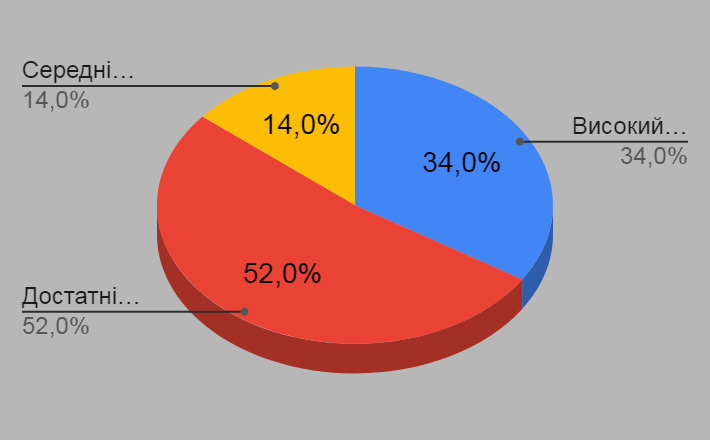 Середні…
14,0%
14,0%
Високий…
34,0%
34,0%
52,0%
Достатні…
52,0%